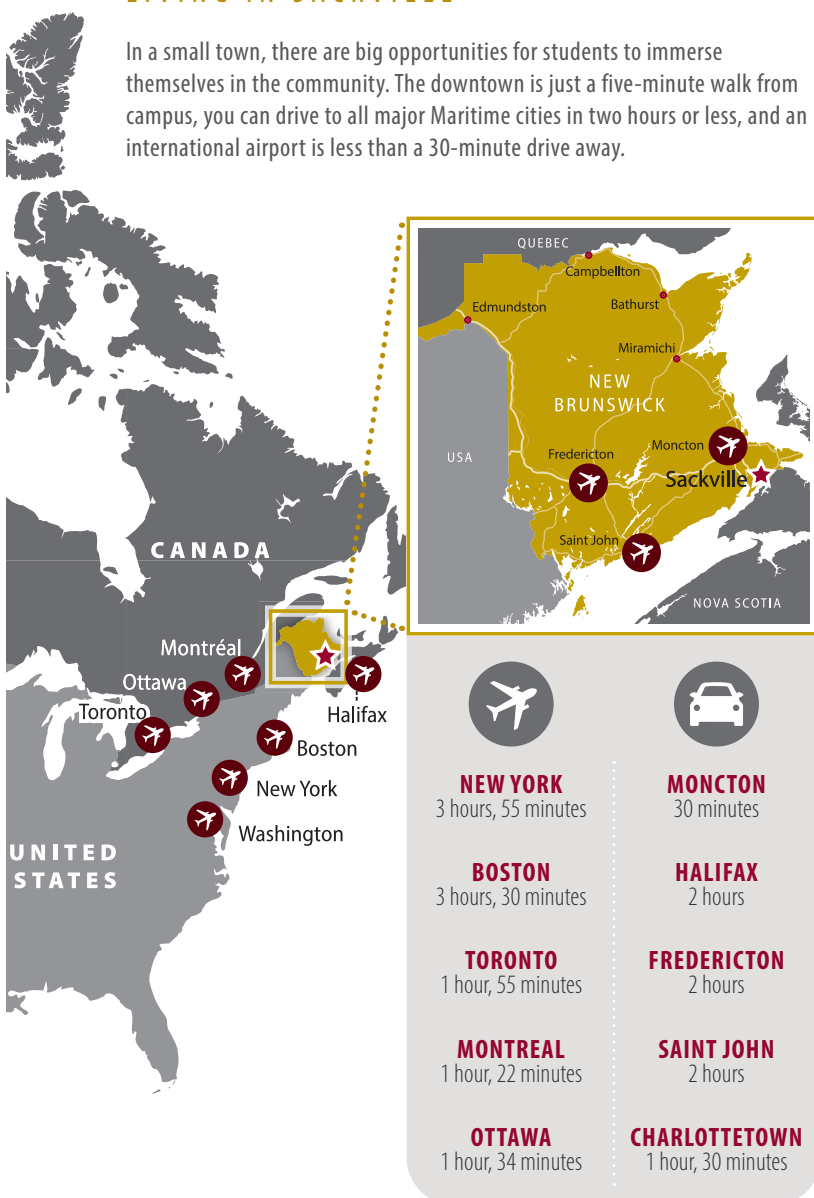 In a small town, there are big opportunities for students to immerse
themselves in the community. The downtown is just a five-minute walk from
campus, you can drive to all major Maritime cities in two hours or less, and an
international airport is less than a 30-minute drive away.
QUEBEC
Campbellton
Edmundston
Bathurst
Miramichi
NEW
BRUNSWICK
USA
Fredericton
Moncton
Sackville
Saint John
NOVA SCOTIA
CANADA
Montréal
Ottawa
Toronto
Halifax
Boston
New York
Washington
UNITED
STATES
NEW YORK
3 hours, 55 minutes
BOSTON
3 hours, 30 minutes
TORONTO
1 hour, 55 minutes
MONTREAL
1 hour, 22 minutes
OTTAWA
1 hour, 34 minutes
MONCTON
30 minutes
HALIFAX
2 hours
FREDERICTON
2 hours
SAINT JOHN
2 hours
CHARLOTTETOWN
1 hour, 30 minutes